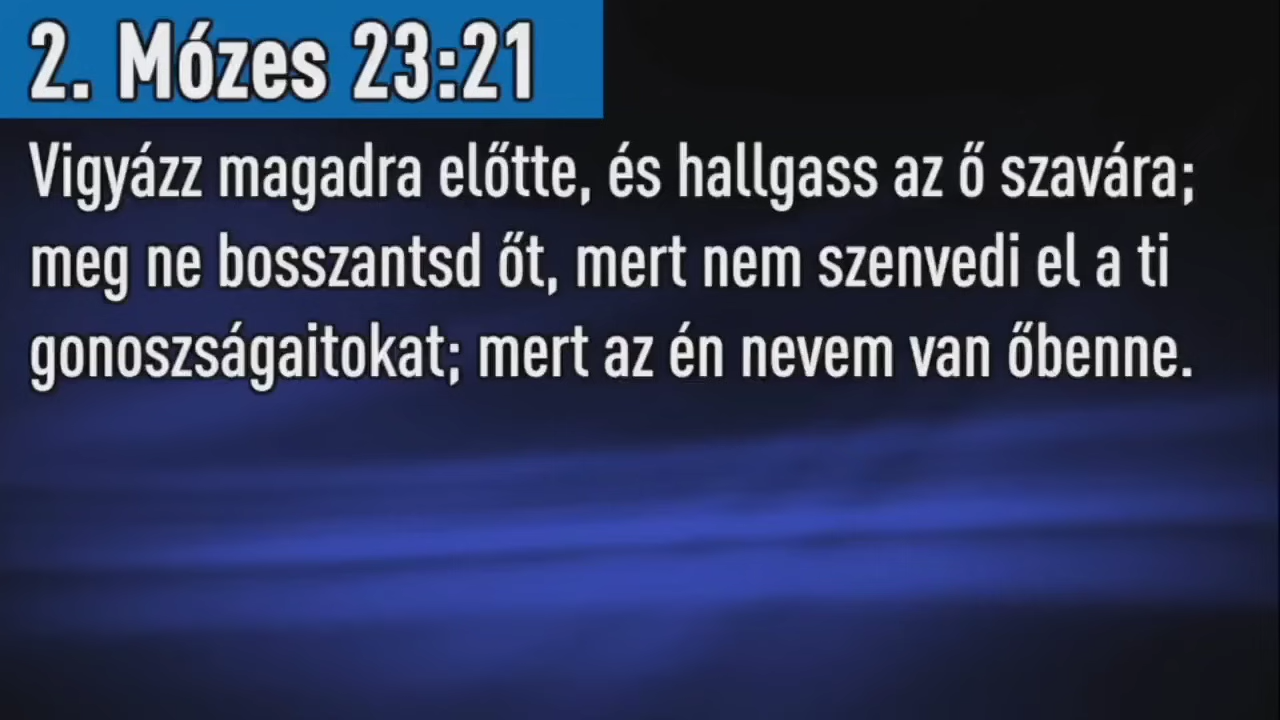 2. Mózes 23:21
Vigyázz magadra előtte, és hallgass az ő szavára;
meg ne bosszantsd őt, mert nem szenvedi el a ti
gonoszságaitokat; mert az én nevem van őbenne.